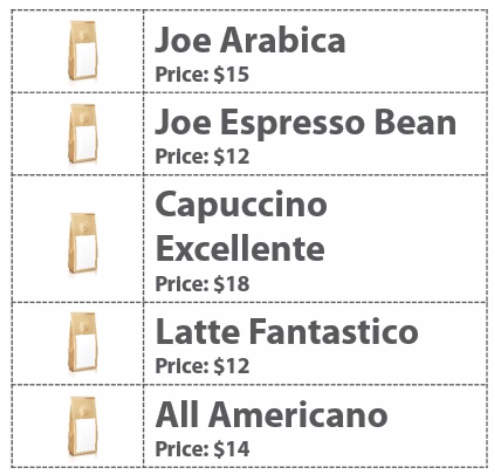 Joe Arabica
Price: $15
Joe Espresso Bean
Price: $12
Capuccino
Excellente
Price: $18
Latte Fantastico
Price: $12
All Americano
Price: $14